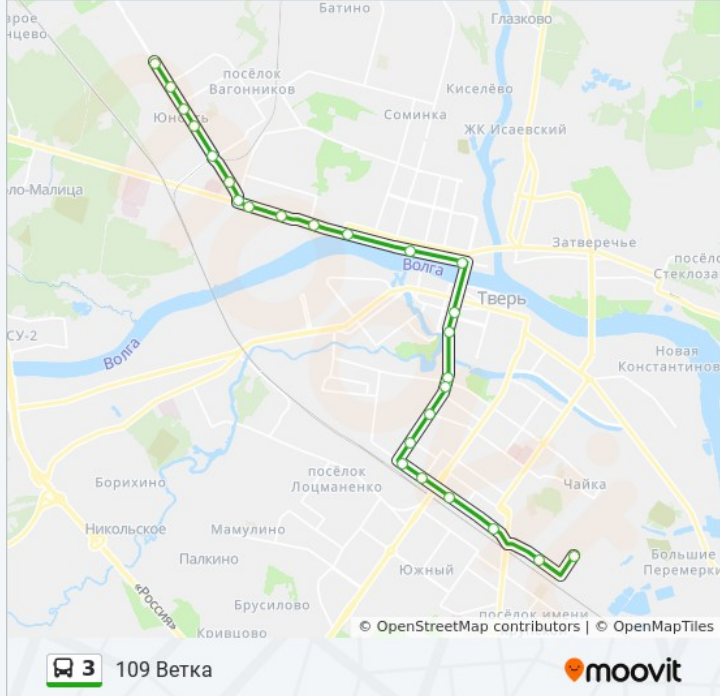 Батино
Глазково
арое
нцево
посёлок
Вагонников
Киселёво
Юность
Соминка
ЖК Исаевский
ло-Малица
Затверечье
посёло
Стеклоза
Волга
Тверь
СУ-2
Волга
Новая
Константинов
посёлок
Лоцманенко
Борихино
Чайка
Никольское
Мамулино
Палкино
Южный
Большие
Перемерки
«Россия»
Брусилово
посёлок имени
Кривцово
© OpenStreetMap contributors | © OpenMapTiles
3 109 Ветка
moovit